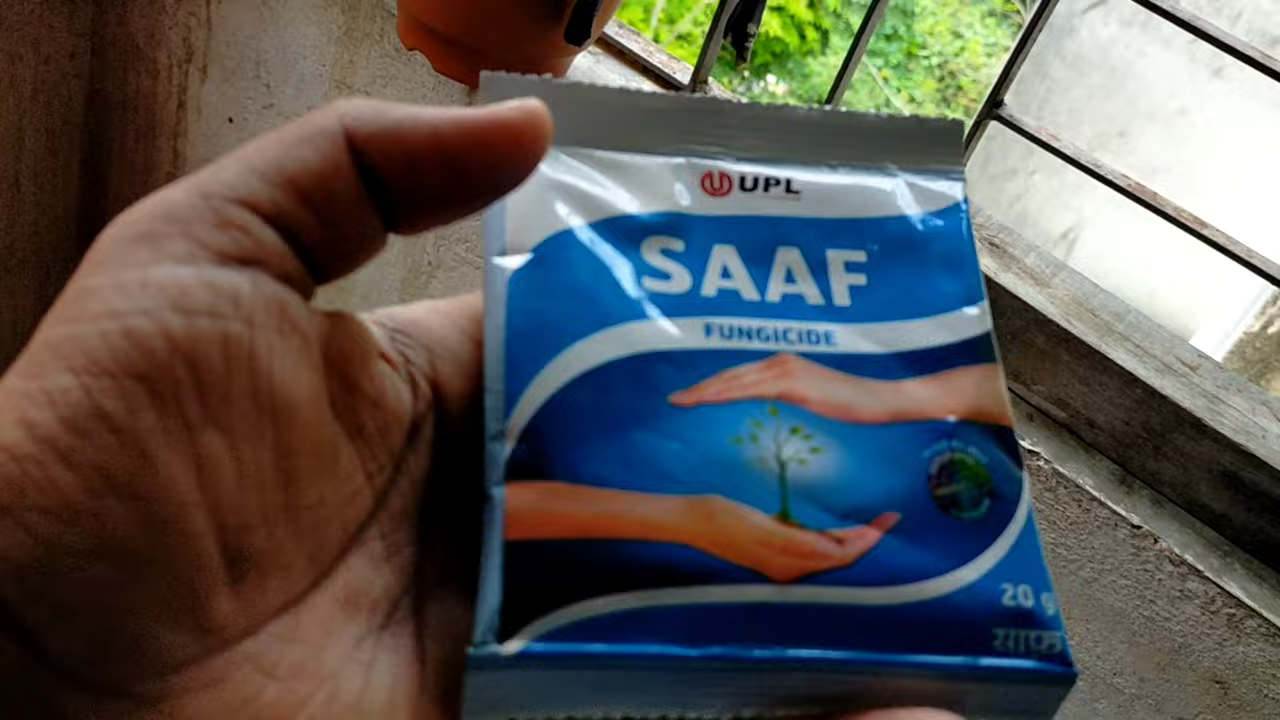 UPL
SAAF
FUNGICIDE
20 g
साफ